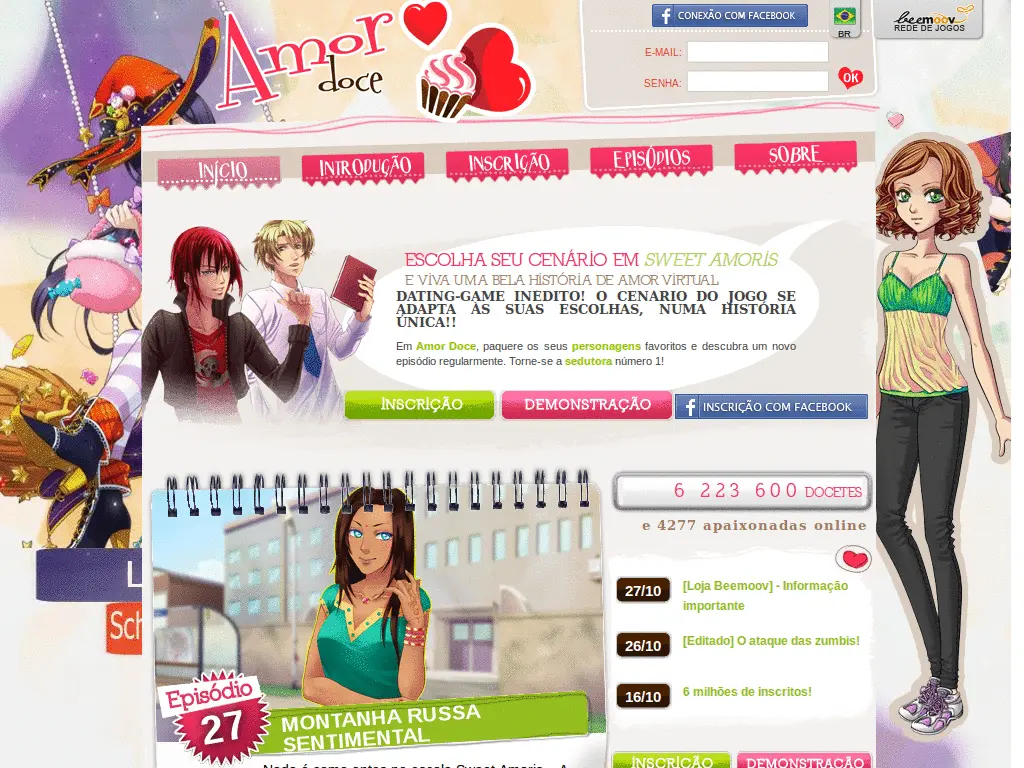 Amor
doce
CONEXÃO COM FACEBOOK
BR
beemoov
REDE DE JOGOS
E-MAIL:
SENHA:
OK
INÍCIO
INTRODUÇÃO
INSCRIÇÃO
EPISÓDIOS
SOBRE
ESCOLHA SEU CENÁRIO EM SWEET AMORIS
E VIVA UMA BELA HISTÓRIA DE AMOR VIRTUAL
DATING-GAME INEDITO! O CENARIO DO JOGO SE
ADAPTA ÀS SUAS ESCOLHAS, NUMA HISTÓRIA
ÚNICA!!
Em Amor Doce, paquere os seus personagens favoritos e descubra um novo
episódio regularmente. Torne-se a sedutora número 1!
INSCRIÇÃO
DEMONSTRAÇÃO
INSCRIÇÃO COM FACEBOOK
6 223 600 DOCETES
e 4277 apaixonadas online
27/10
[Loja Beemoov] - Informaçao
importante
26/10
[Editado] O ataque das zumbis!
16/10
6 milhões de inscritos!
Episódio
27
MONTANHA RUSSA
SENTIMENTAL
INSCRIÇÃO
DEMONSTRAÇÃO